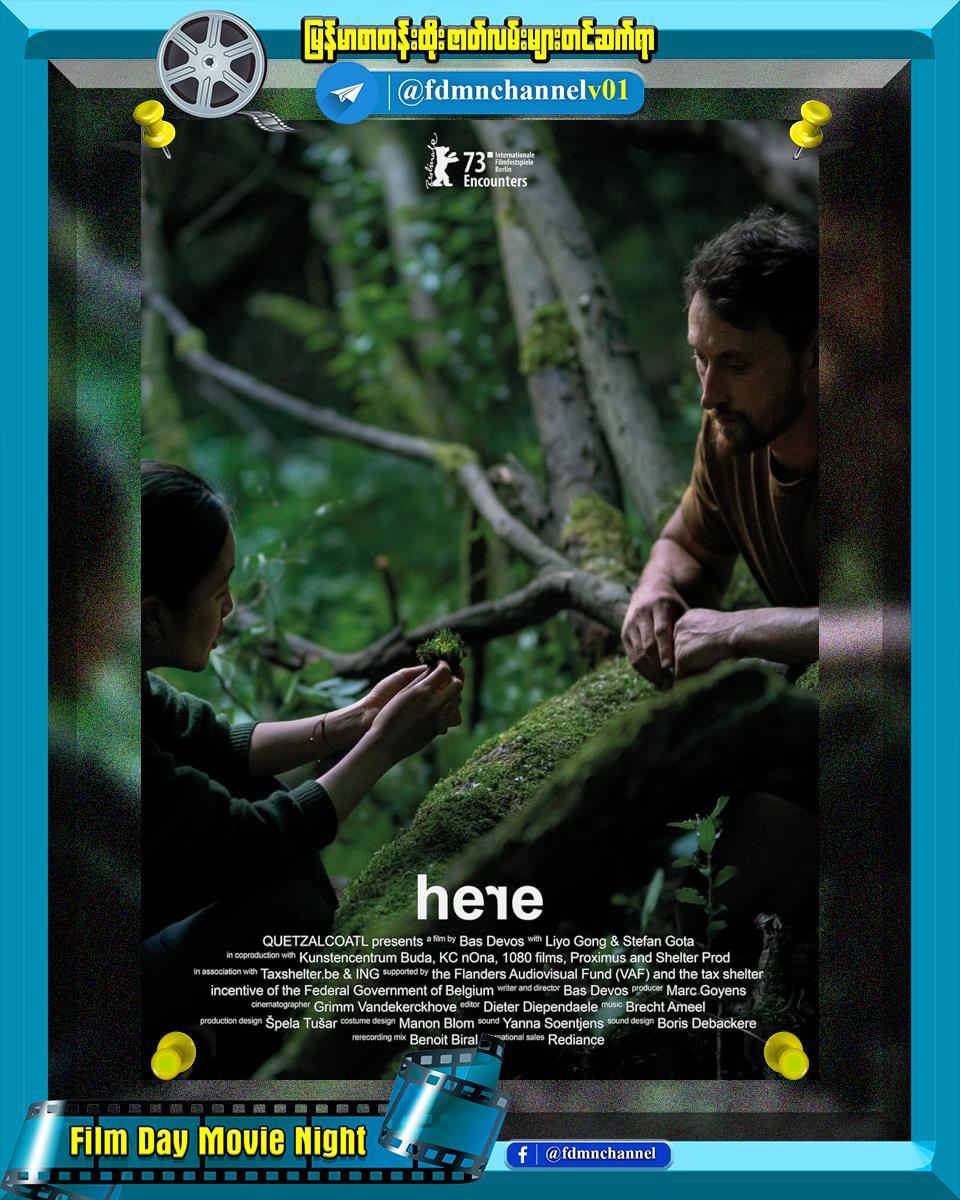 မြန်မာစာတန်းထိုးဇာတ်လမ်းများတင်ဆက်ရာ
@fdmnchannelv01
Berlinale
73 Internationale
Filmfestspiele
Berlin
Encounters
here
QUETZALCOATL presents a film by Bas Devos with Liyo Gong & Stefan Gota
in coproduction with Kunstencentrum Buda, KC nOna, 1080 films, Proximus and Shelter Prod
in association with Taxshelter.be & ING supported by the Flanders Audiovisual Fund (VAF) and the tax shelter
incentive of the Federal Government of Belgium writer and director Bas Devos producer Marc Goyens
cinematographer Grimm Vandekerckhove editor Dieter Diependaele music Brecht Ameel
production design Špela Tušar costume design Manon Blom sound Yanna Soentjens sound design Boris Debackere
rerecording mix Benoit Biral sales Rediance
Film Day Movie Night
@fdmnchannel